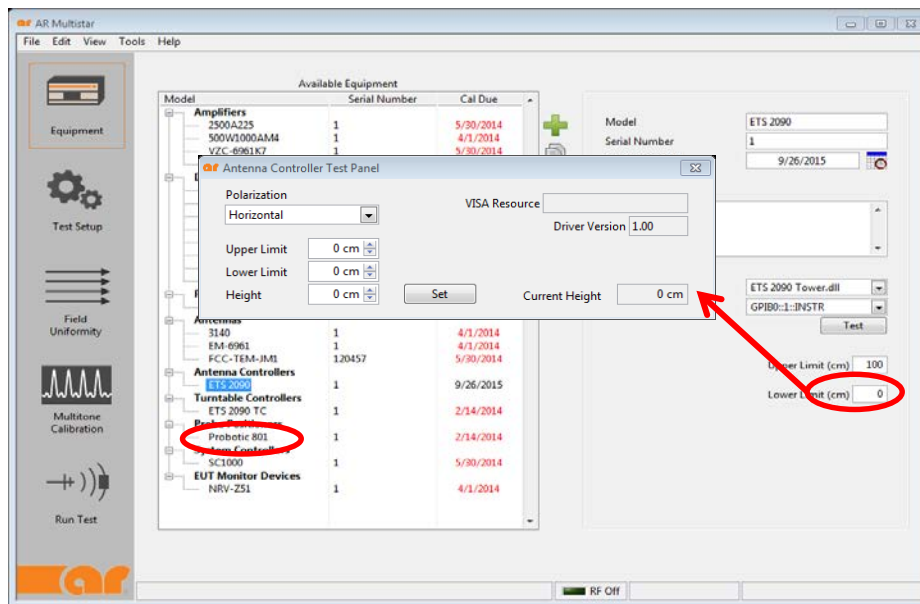 ar AR Multistar
File Edit View Tools Help
Equipment
Test Setup
Field
Uniformity
Multitone
Calibration
Run Test
ar
Available Equipment
Model Serial Number Cal Due
Amplifiers
2500A225 1 5/30/2014
500W1000AM4 1 4/1/2014
VZC-6961K7 1 5/30/2014
Antennas
3140 1 4/1/2014
EM-6961 1 4/1/2014
FCC-TEM-JM1 120457 5/30/2014
Antenna Controllers
ETS 2090 1 9/26/2015
Turntable Controllers
ETS 2090 TC 1 2/14/2014
Probe Positioners
Probotic 801 1 2/14/2014
System Controllers
SC1000 1 5/30/2014
EUT Monitor Devices
NRV-Z51 1 4/1/2014
ar Antenna Controller Test Panel
Polarization
Horizontal
VISA Resource
Driver Version 1.00
Upper Limit 0 cm
Lower Limit 0 cm
Height 0 cm Set Current Height 0 cm
Model ETS 2090
Serial Number 1
9/26/2015
ETS 2090 Tower.dll
GPIB0::1::INSTR
Test
Upper Limit (cm) 100
Lower Limit (cm) 0
RF Off